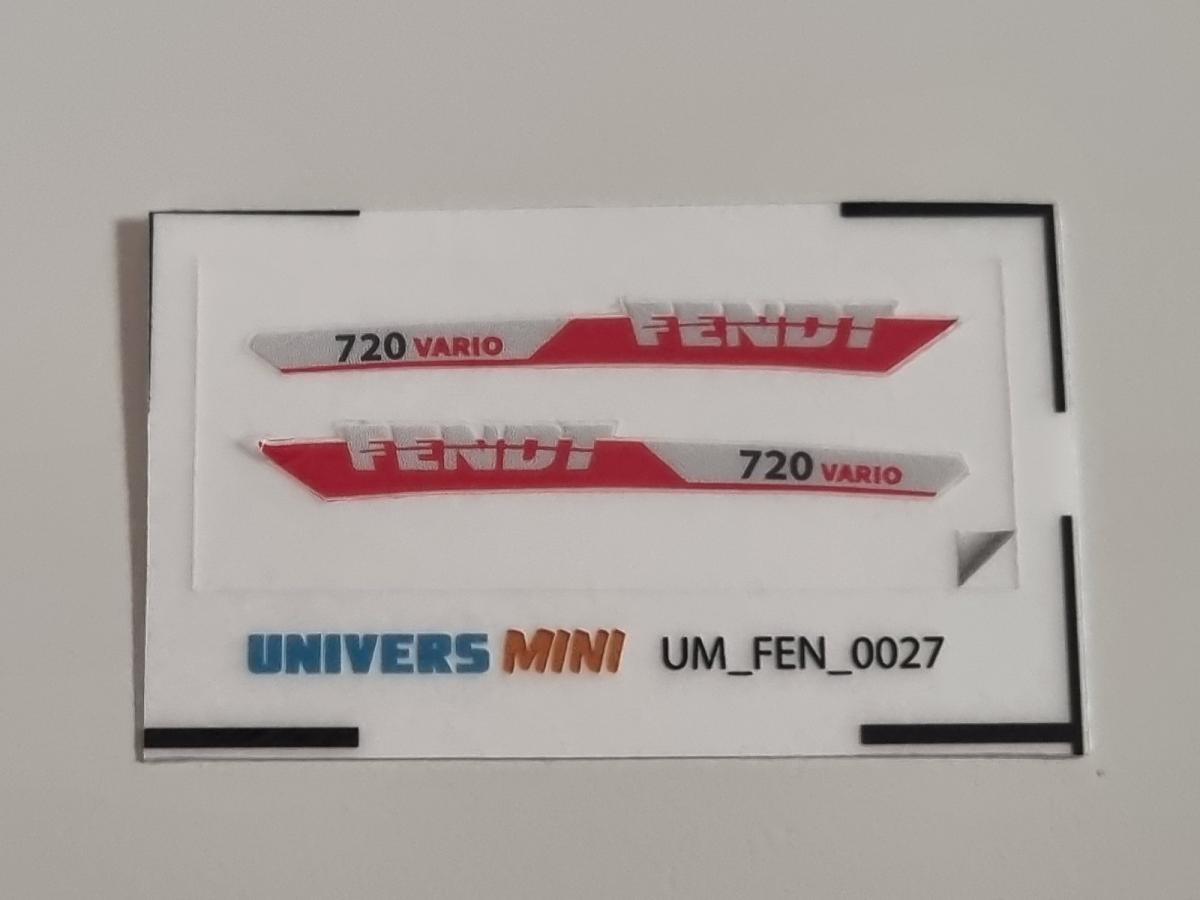 720 VARIO FENDT
FENDT 720 VARIO
UNIVERS MINI UM_FEN_0027